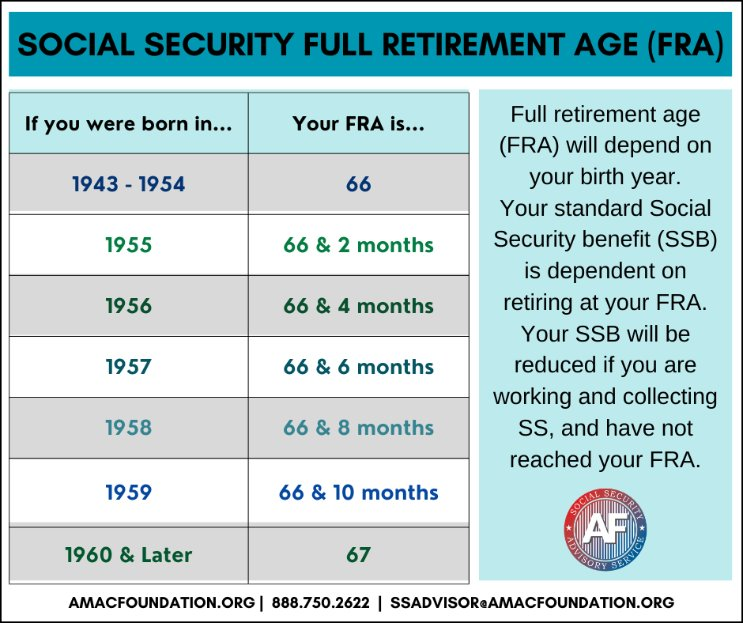 SOCIAL SECURITY FULL RETIREMENT AGE (FRA)
If you were born in... Your FRA is...
1943 - 1954 66
1955 66 & 2 months
1956 66 & 4 months
1957 66 & 6 months
1958 66 & 8 months
1959 66 & 10 months
1960 & Later 67
Full retirement age
(FRA) will depend on
your birth year.
Your standard Social
Security benefit (SSB)
is dependent on
retiring at your FRA.
Your SSB will be
reduced if you are
working and collecting
SS, and have not
reached your FRA.
SOCIAL SECURITY
AF
ADVISORY SERVICE
AMACFOUNDATION.ORG | 888.750.2622 | SSADVISOR@AMACFOUNDATION.ORG